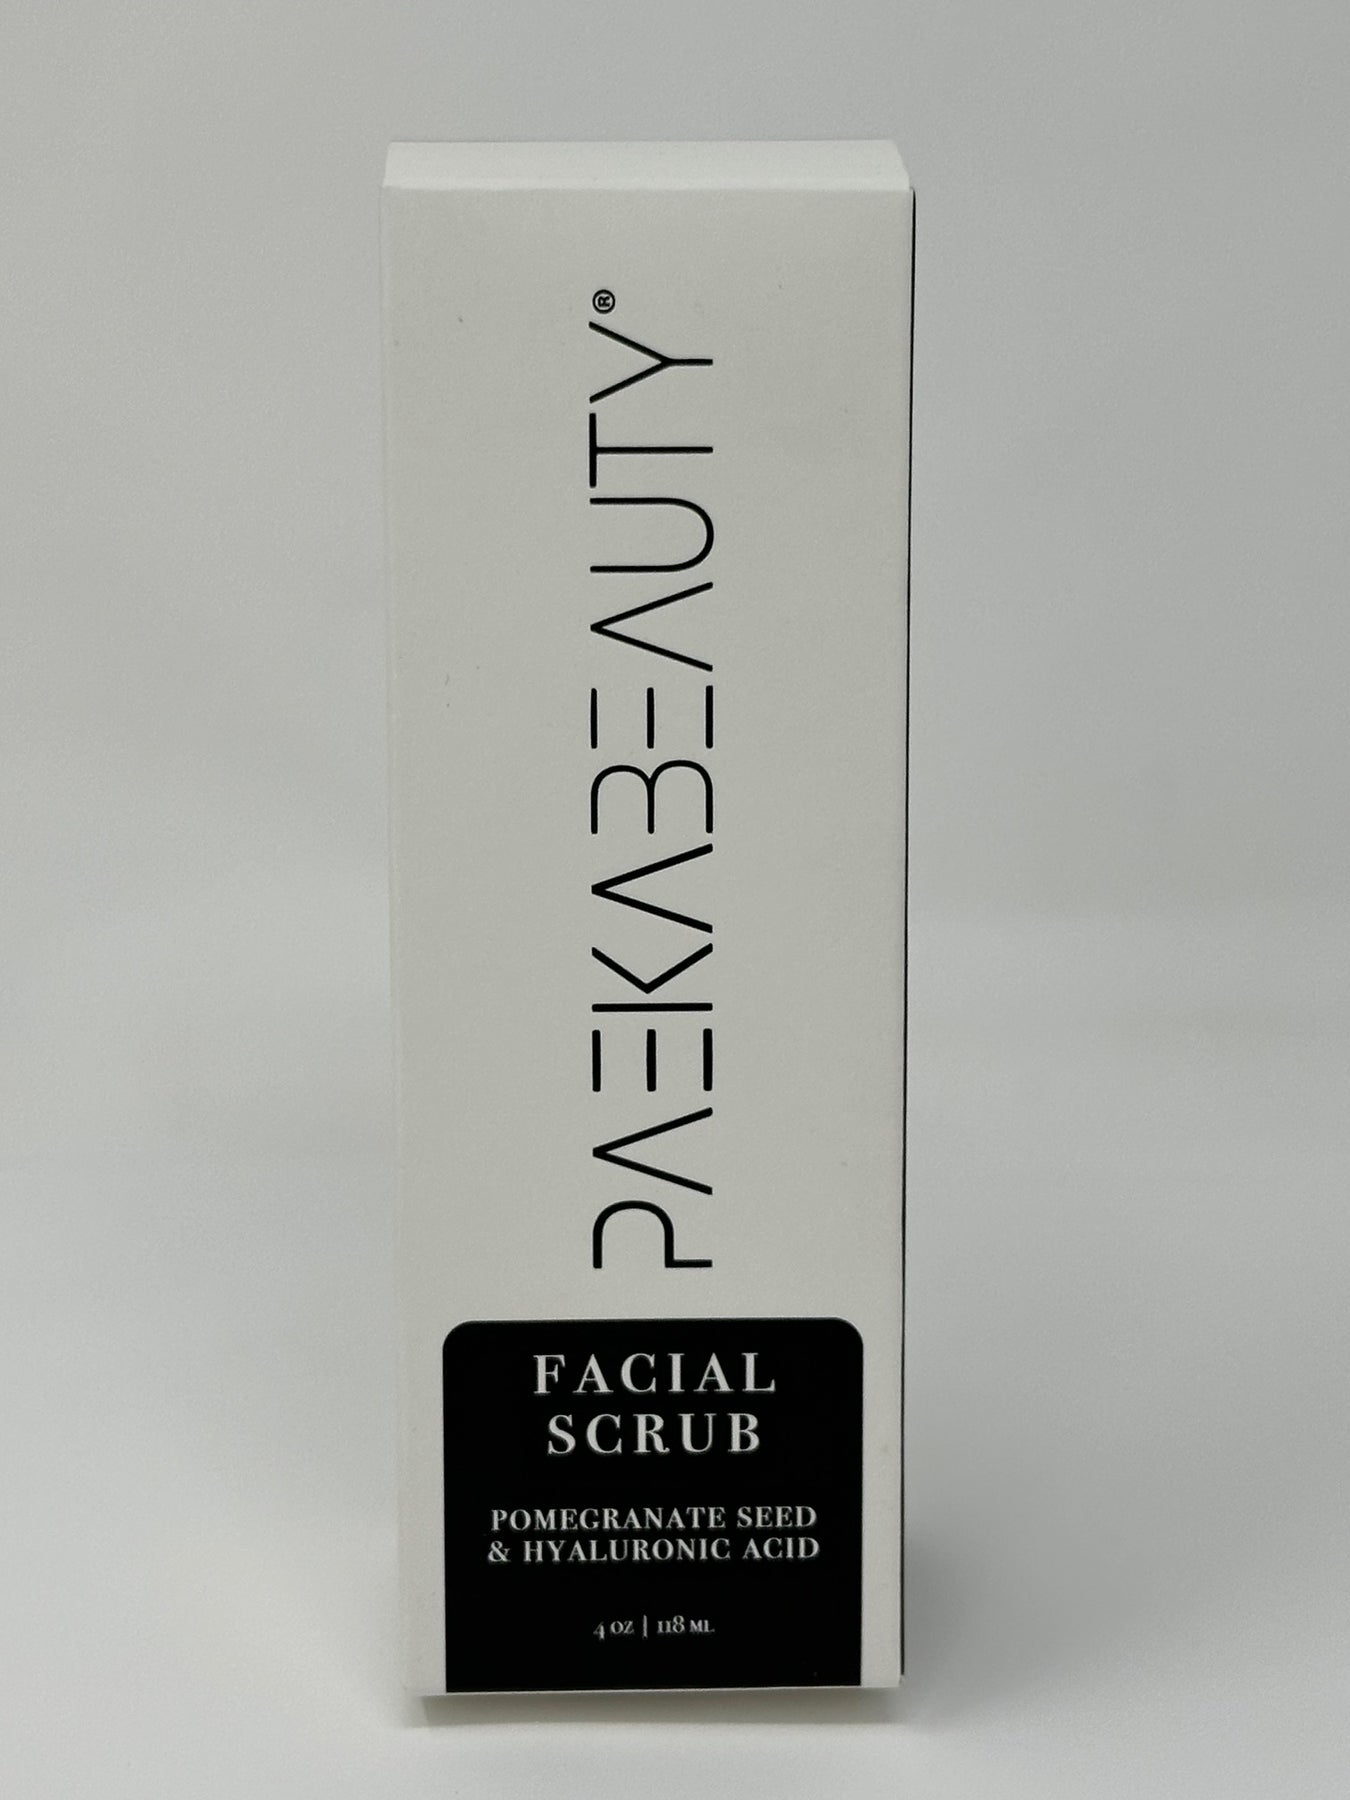 PAEKABEAUTY®
FACIAL
SCRUB
POMEGRANATE SEED
& HYALURONIC ACID
4 OZ | 118 ML